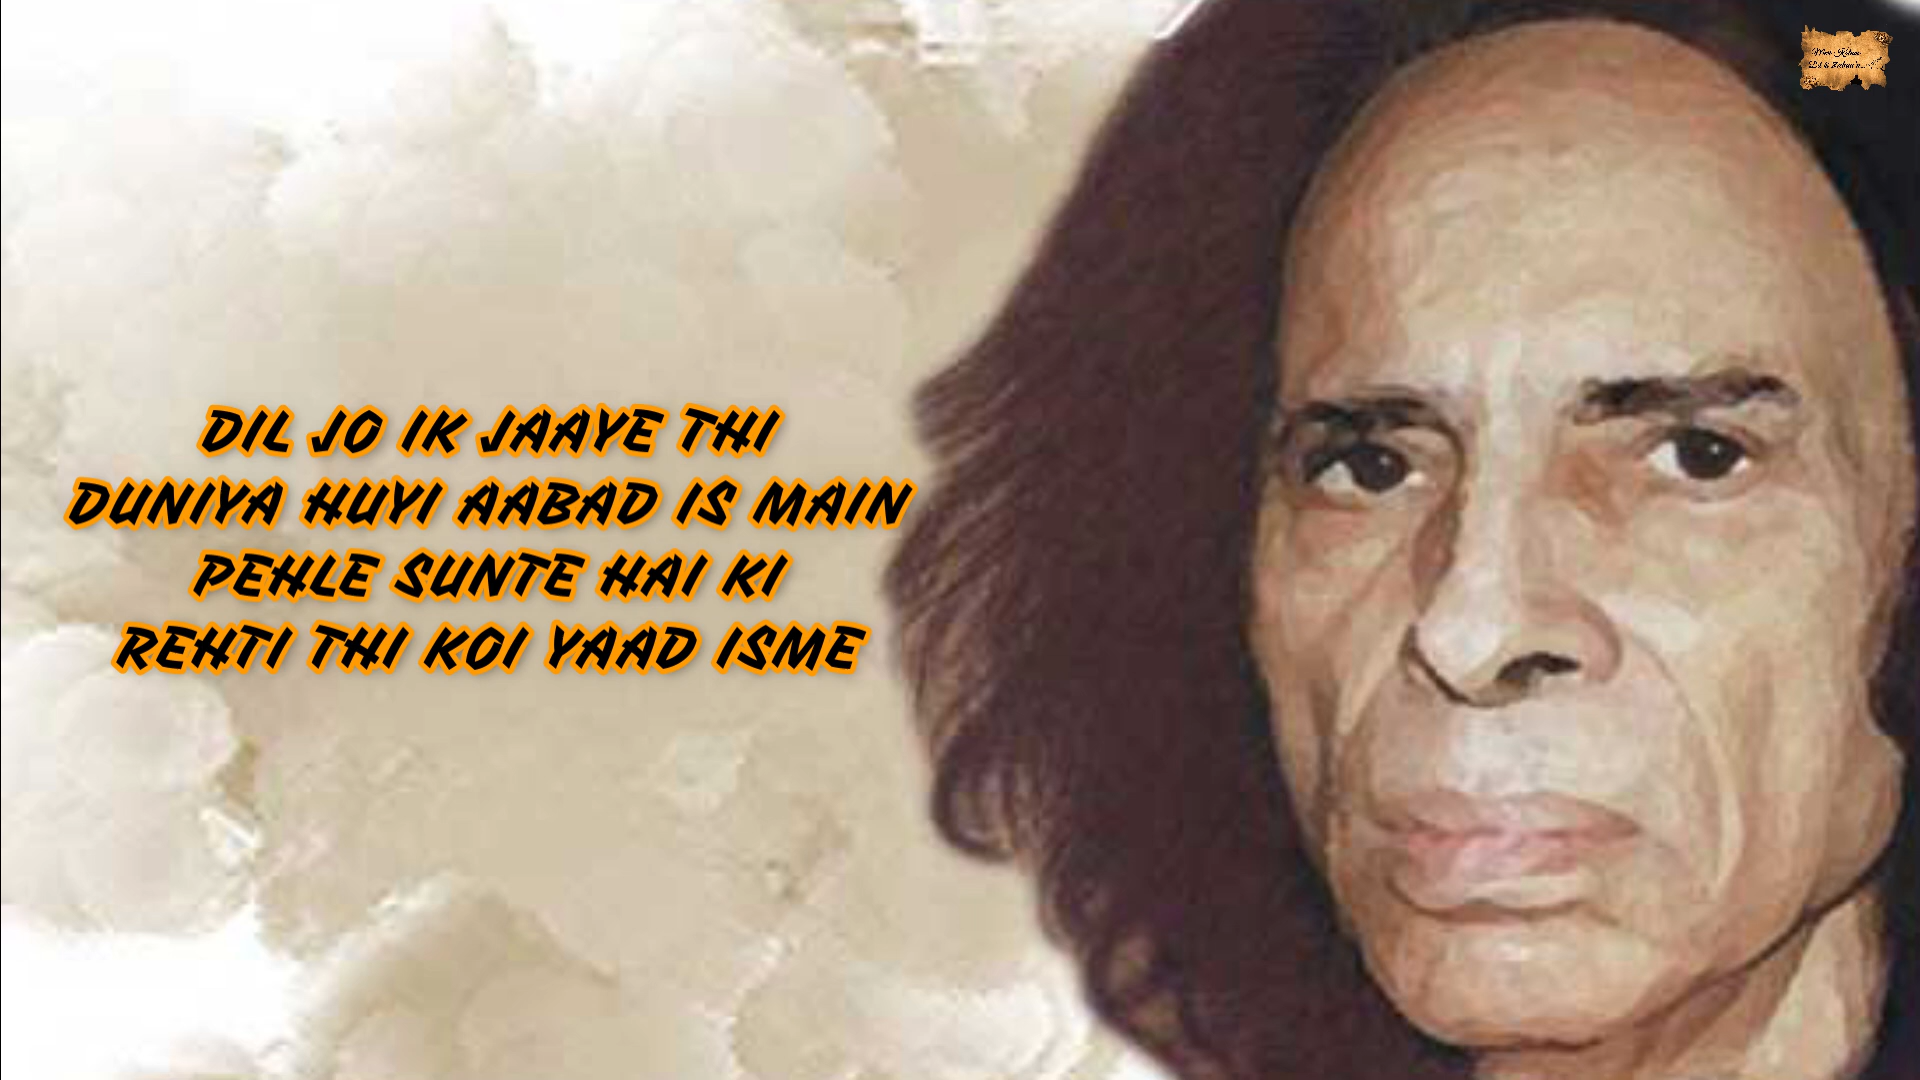 DIL JO IK JAAYE THI
DUNIYA HUYI AABAD IS MAIN
PEHLE SUNTE HAI KI
REHTI THI KOI YAAD ISME